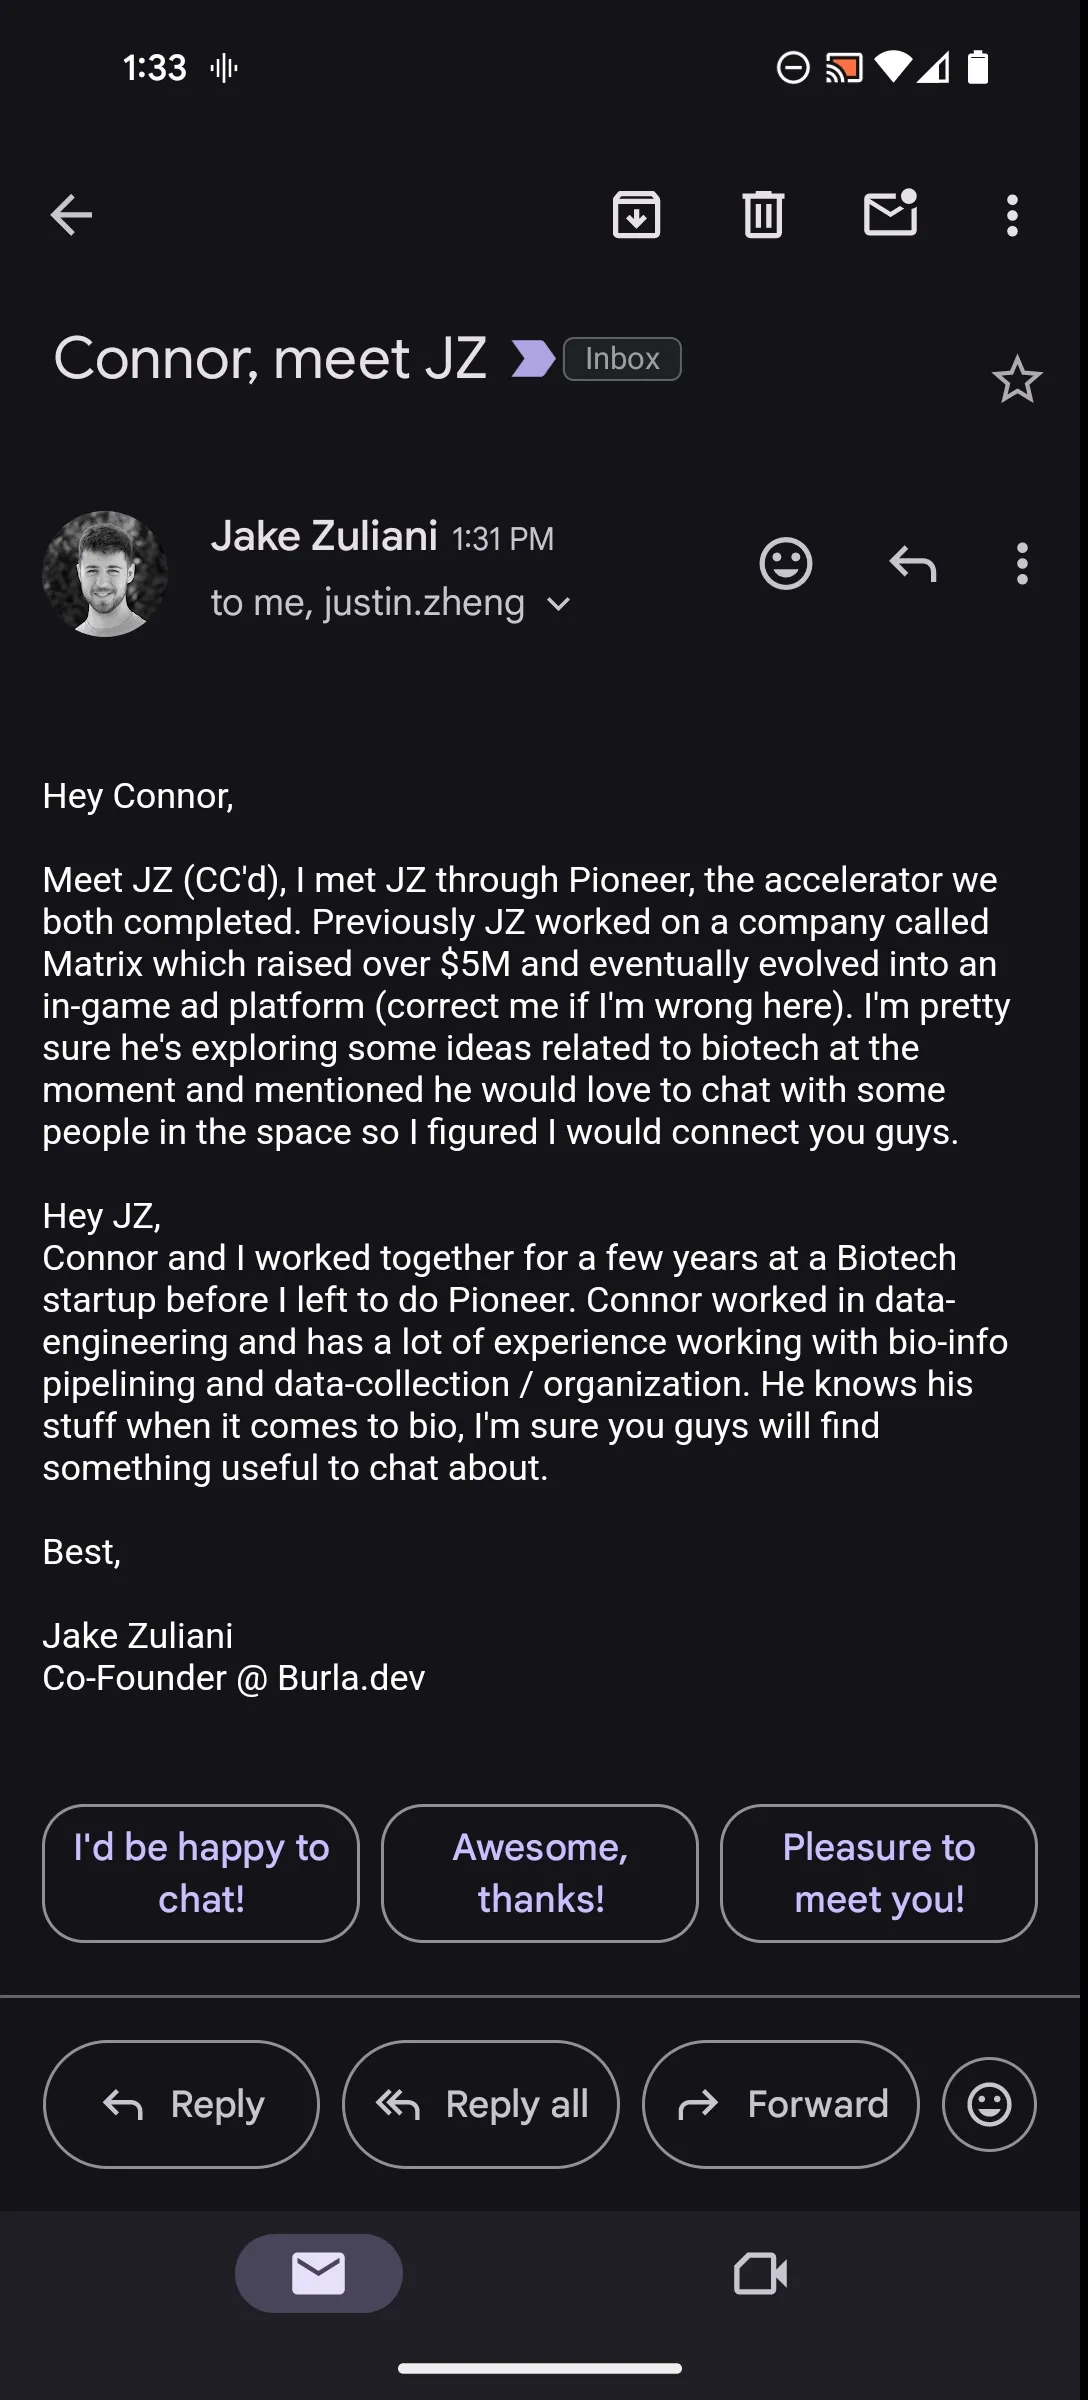 1:33
Connor, meet JZ Inbox
Jake Zuliani 1:31 PM
to me, justin.zheng
Hey Connor,
Meet JZ (CC'd), I met JZ through Pioneer, the accelerator we
both completed. Previously JZ worked on a company called
Matrix which raised over $5M and eventually evolved into an
in-game ad platform (correct me if I'm wrong here). I'm pretty
sure he's exploring some ideas related to biotech at the
moment and mentioned he would love to chat with some
people in the space so I figured I would connect you guys.
Hey JZ,
Connor and I worked together for a few years at a Biotech
startup before I left to do Pioneer. Connor worked in data-
engineering and has a lot of experience working with bio-info
pipelining and data-collection / organization. He knows his
stuff when it comes to bio, I'm sure you guys will find
something useful to chat about.
Best,
Jake Zuliani
Co-Founder @ Burla.dev
I'd be happy to
chat!
Awesome,
thanks!
Pleasure to
meet you!
Reply
Reply all
Forward